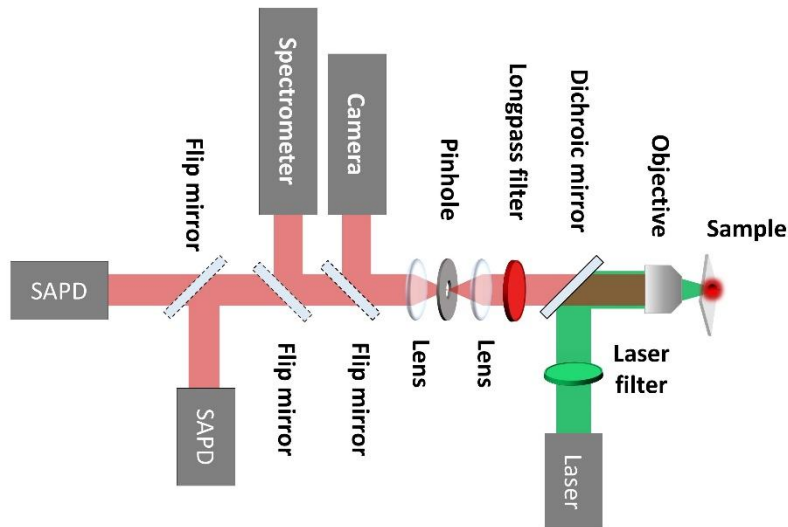 Spectrometer
Camera
Flip mirror
Pinhole
Longpass filter
Dichroic mirror
Objective
Sample
SAPD
SAPD
Flip mirror
Flip mirror
Lens
Lens
Laser
filter
Laser